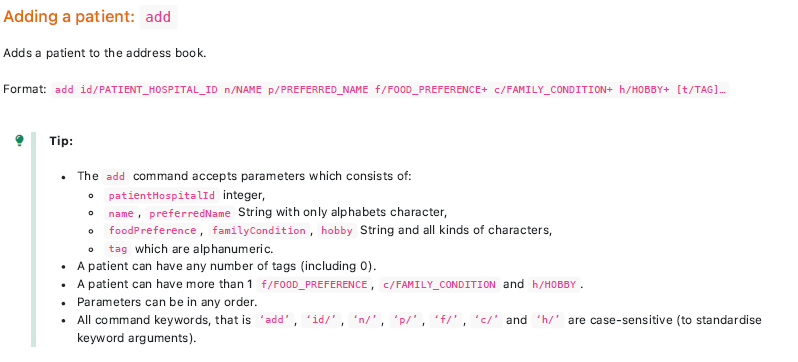 Adding a patient: add
Adds a patient to the address book.
Format: add id/PATIENT_HOSPITAL_ID n/NAME p/PREFERRED_NAME f/FOOD_PREFERENCE+ c/FAMILY_CONDITION+ h/HOBBY+ [t/TAG]…
Tip:
• The add command accepts parameters which consists of:
◦ patientHospitalId integer,
◦ name, preferredName String with only alphabets character,
◦ foodPreference, familyCondition, hobby String and all kinds of characters,
◦ tag which are alphanumeric.
• A patient can have any number of tags (including 0).
• A patient can have more than 1 f/FOOD_PREFERENCE, c/FAMILY_CONDITION and h/HOBBY.
• Parameters can be in any order.
• All command keywords, that is ‘add’, ‘id/’, ‘n/’, ‘p/’, ‘f/’, ‘c/’ and ‘h/’ are case-sensitive (to standardise
keyword arguments).